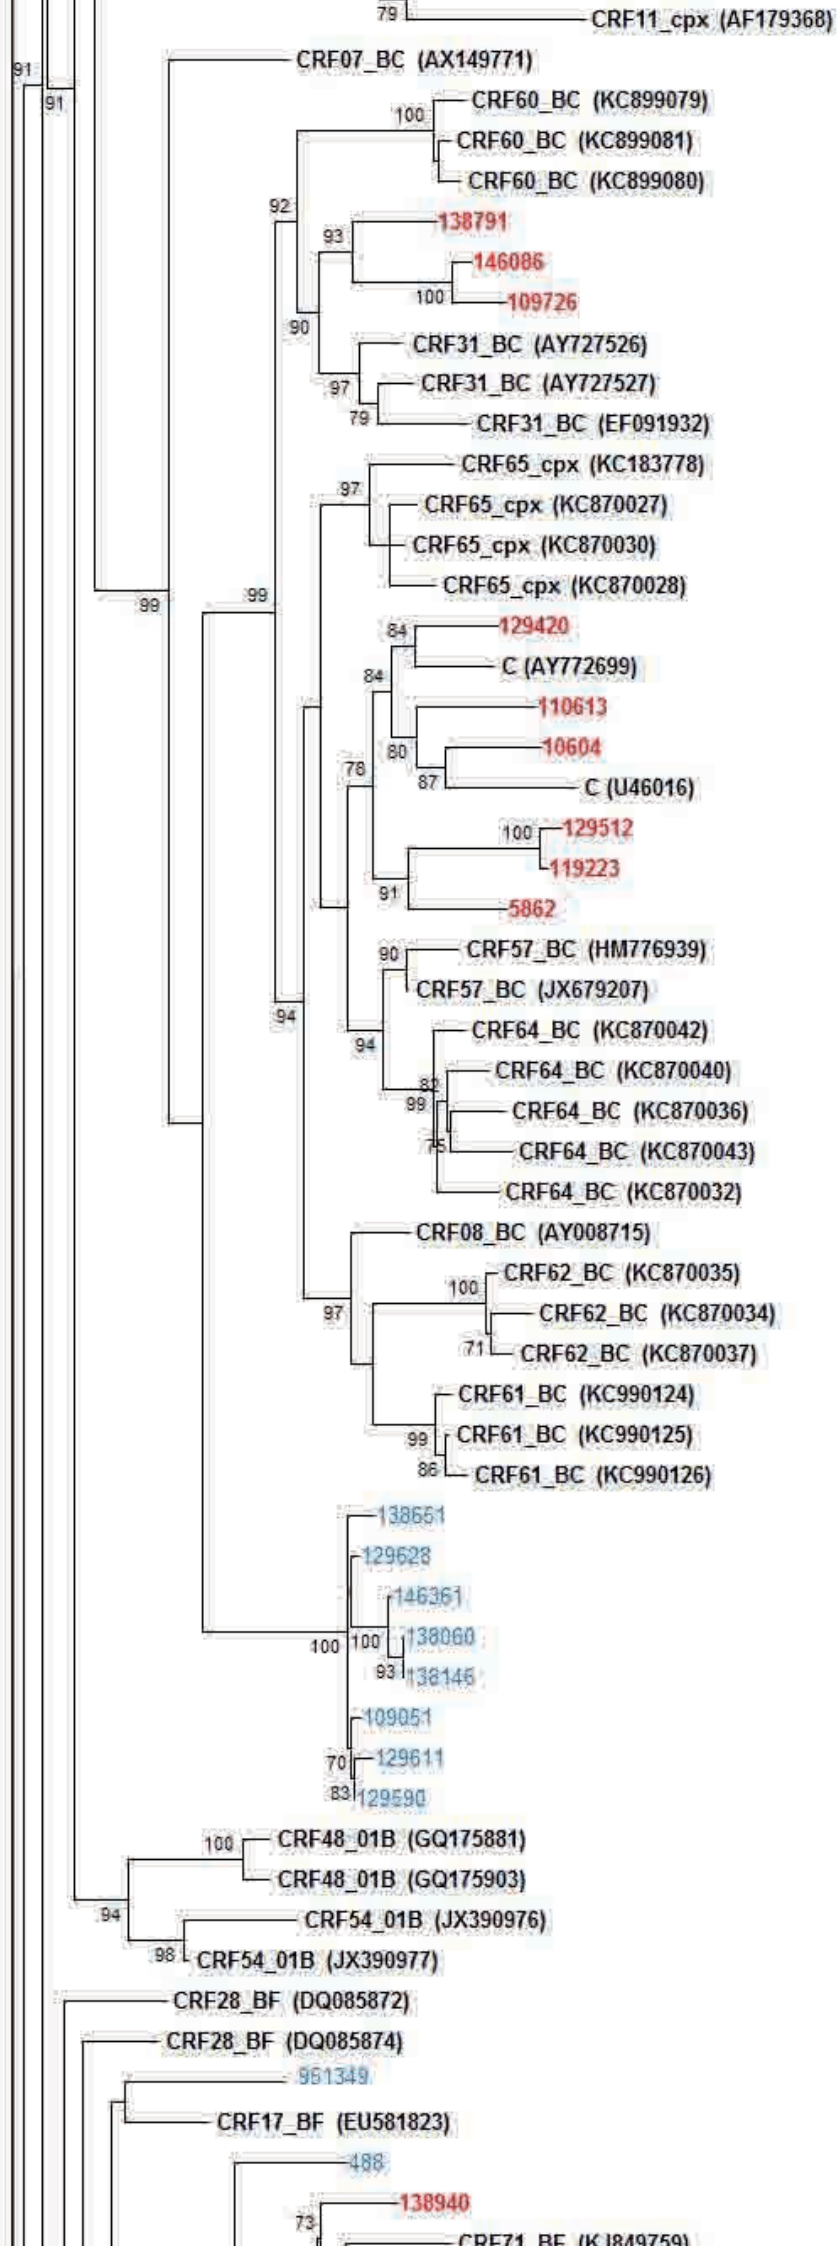 79
CRF11_cpx (AF179368)
CRF07_BC (AX149771)
91
91
CRF60_BC (KC899079)
100
CRF60_BC (KC899081)
CRF60_BC (KC899080)
92
138791
93
146086
100
109726
90
CRF31_BC (AY727526)
CRF31_BC (AY727527)
97
79
CRF31_BC (EF091932)
CRF65_cpx (KC183778)
97
CRF65_cpx (KC870027)
CRF65_cpx (KC870030)
CRF65_cpx (KC870028)
99
99
84
129420
C (AY772699)
84
110613
80
10604
78
87
C (U46016)
100
129512
119223
91
5862
90
CRF57_BC (HM776939)
CRF57_BC (JX679207)
94
CRF64_BC (KC870042)
94
CRF64_BC (KC870040)
82
99
CRF64_BC (KC870036)
75
CRF64_BC (KC870043)
CRF64_BC (KC870032)
CRF08_BC (AY008715)
CRF62_BC (KC870035)
100
97
CRF62_BC (KC870034)
71
CRF62_BC (KC870037)
CRF61_BC (KC990124)
99
CRF61_BC (KC990125)
86
CRF61_BC (KC990126)
138651
129628
146361
100
100
138060
93
138146
109051
70
129611
83
129590
100
CRF48_01B (GQ175881)
CRF48_01B (GQ175903)
94
CRF54_01B (JX390976)
98
CRF54_01B (JX390977)
CRF28_BF (DQ085872)
CRF28_BF (DQ085874)
951349
CRF17_BF (EU581823)
488
138940
73
CRF71_BF (KJ849759)